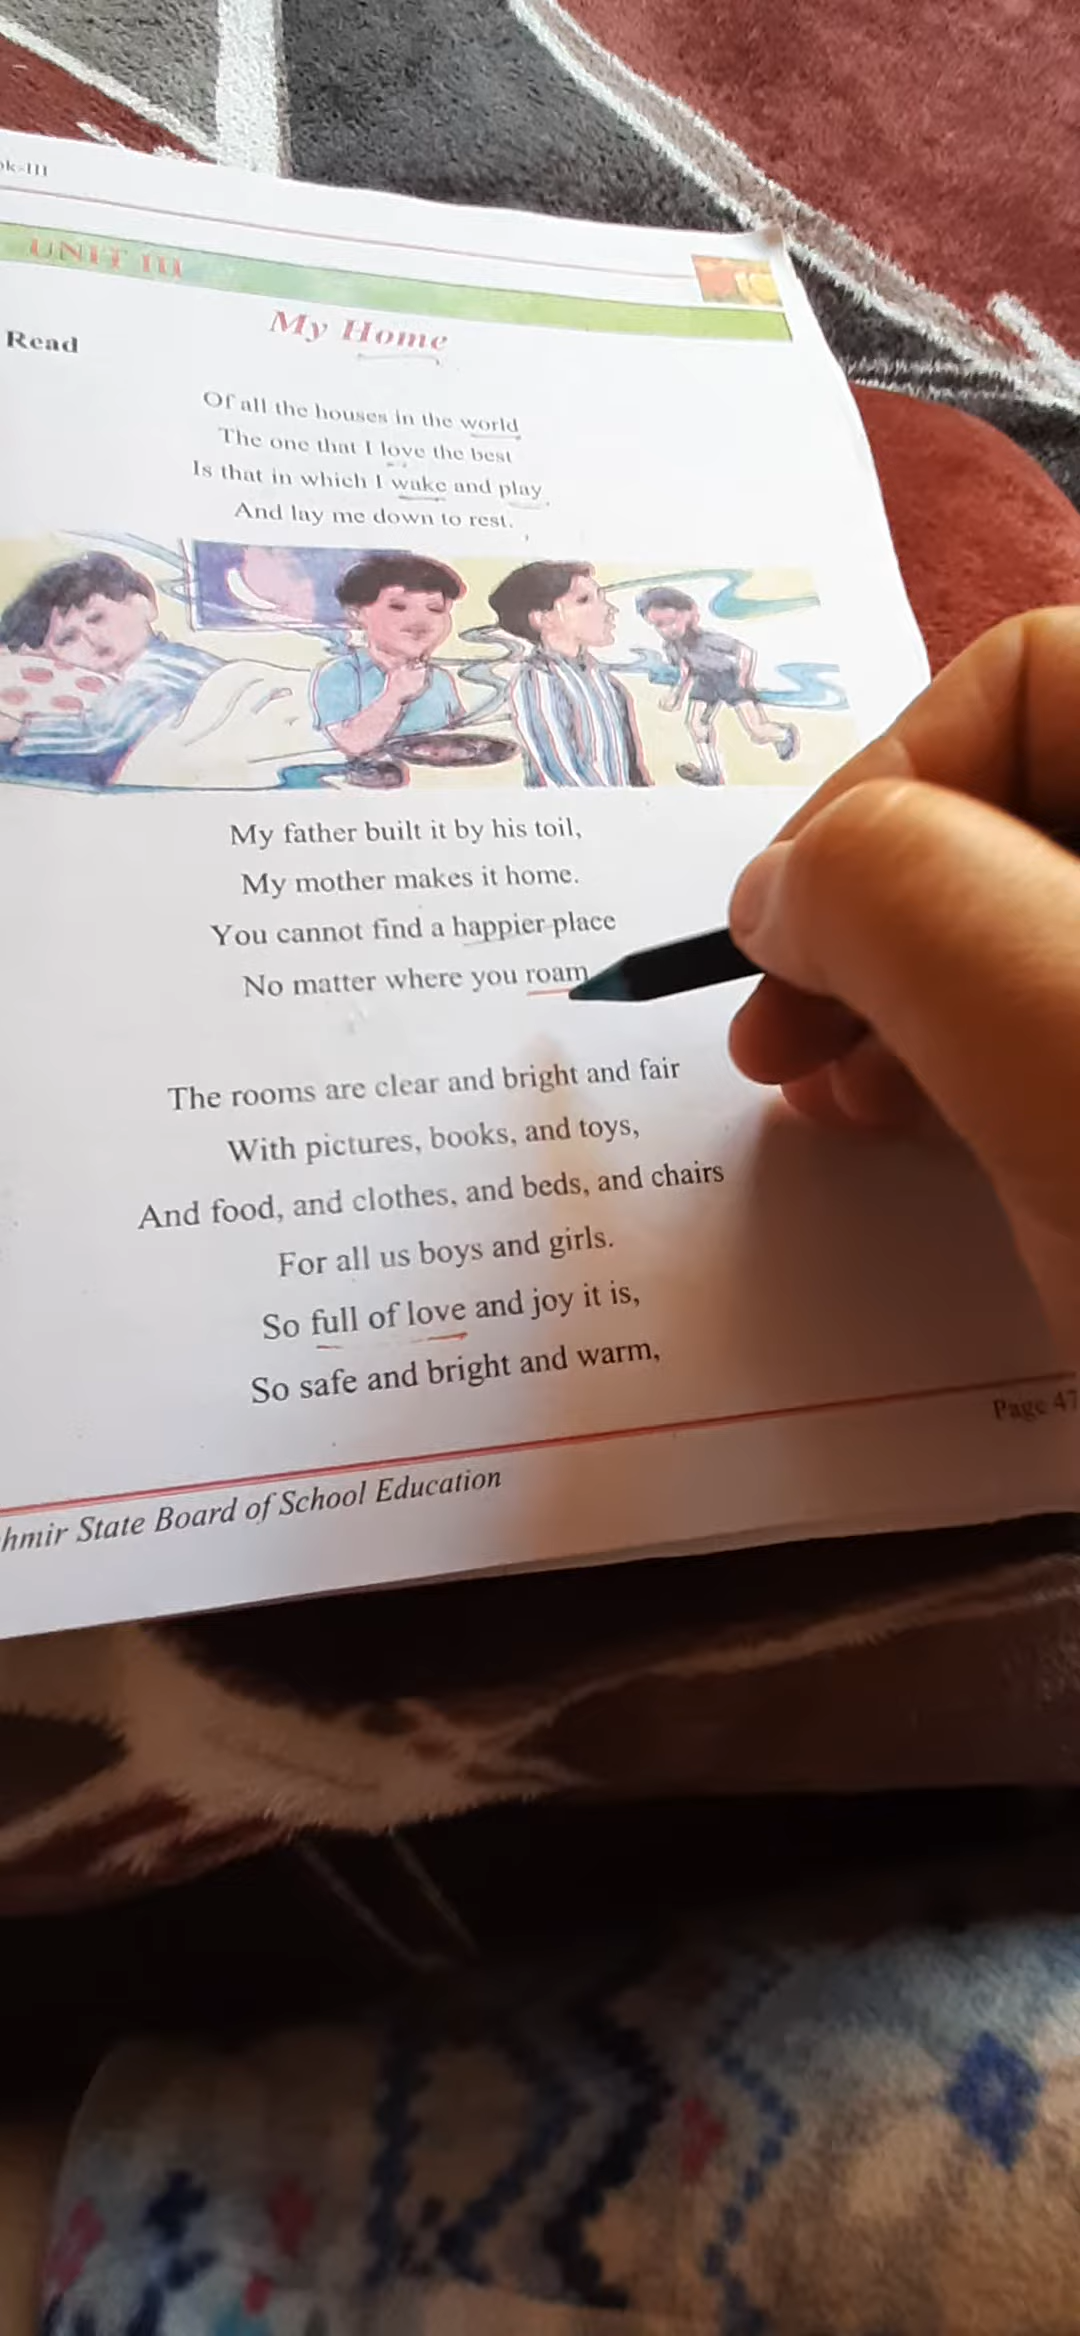 ok-III
UNIT III
My Home
Read
Of all the houses in the world
The one that I love the best
Is that in which I wake and play
And lay me down to rest.
My father built it by his toil,
My mother makes it home.
You cannot find a happier place
No matter where you roam
The rooms are clear and bright and fair
With pictures, books, and toys,
And food, and clothes, and beds, and chairs
For all us boys and girls.
So full of love and joy it is,
So safe and bright and warm,
Page 47
hmir State Board of School Education